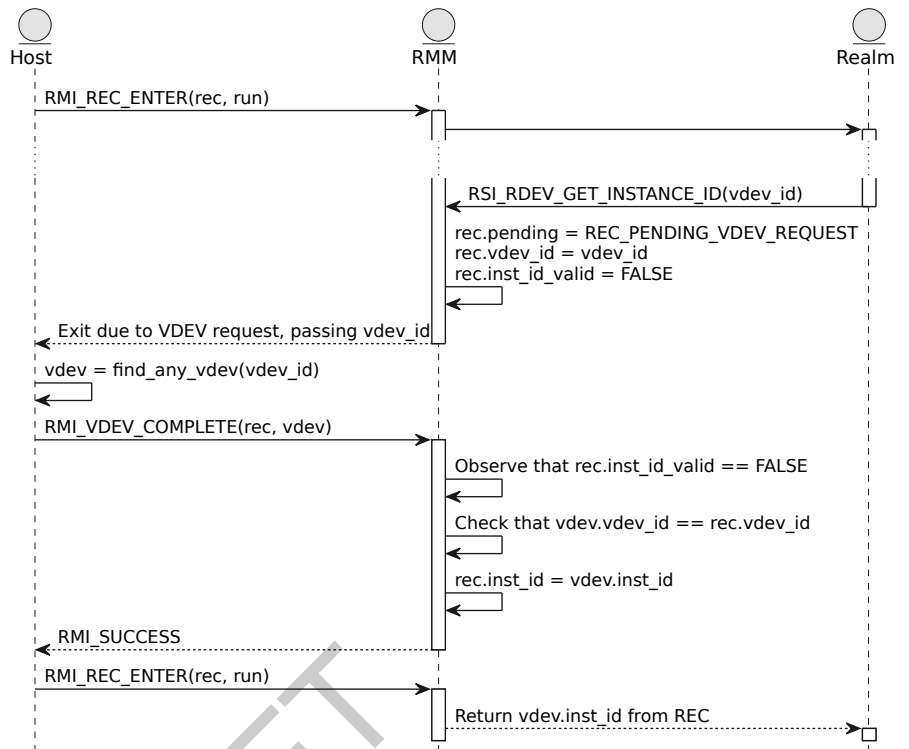 Host
RMM
Realm
RMI_REC_ENTER(rec, run)
RSI_RDEV_GET_INSTANCE_ID(vdev_id)
rec.pending = REC_PENDING_VDEV_REQUEST
rec.vdev_id = vdev_id
rec.inst_id_valid = FALSE
Exit due to VDEV request, passing vdev_id
vdev = find_any_vdev(vdev_id)
RMI_VDEV_COMPLETE(rec, vdev)
Observe that rec.inst_id_valid == FALSE
Check that vdev.vdev_id == rec.vdev_id
rec.inst_id = vdev.inst_id
RMI_SUCCESS
RMI_REC_ENTER(rec, run)
Return vdev.inst_id from REC